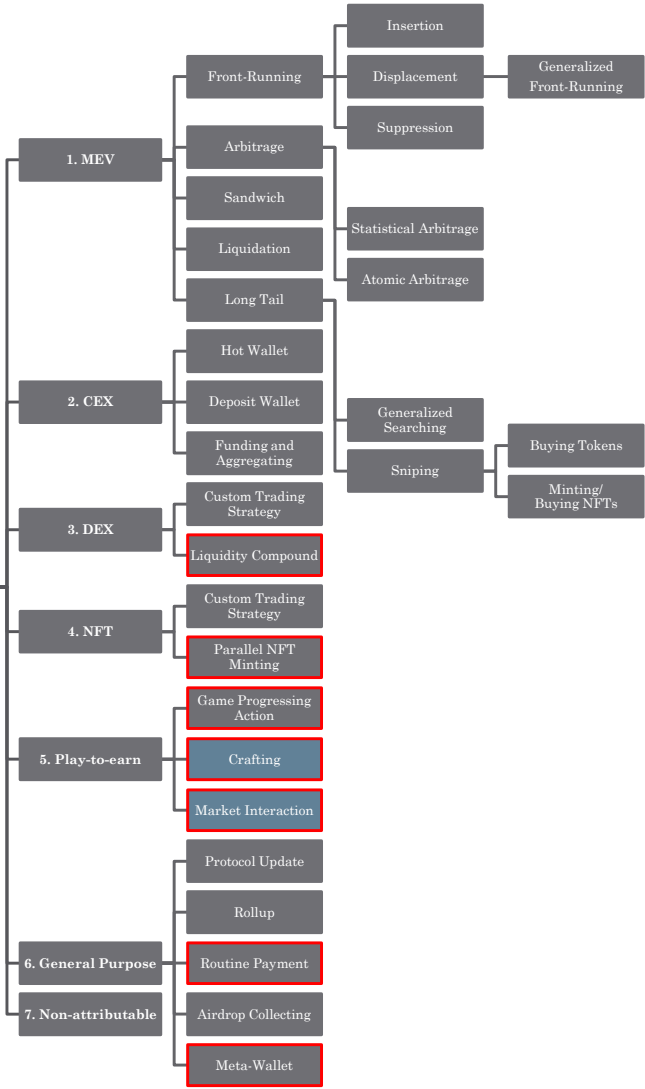 1. MEV
Front-Running
Insertion
Displacement
Generalized
Front-Running
Suppression
Arbitrage
Statistical Arbitrage
Atomic Arbitrage
Sandwich
Liquidation
Long Tail
Generalized
Searching
Sniping
Buying Tokens
Minting/
Buying NFTs
2. CEX
Hot Wallet
Deposit Wallet
Funding and
Aggregating
3. DEX
Custom Trading
Strategy
Liquidity Compound
4. NFT
Custom Trading
Strategy
Parallel NFT
Minting
5. Play-to-earn
Game Progressing
Action
Crafting
Market Interaction
6. General Purpose
Protocol Update
Rollup
Routine Payment
Airdrop Collecting
Meta-Wallet
7. Non-attributable